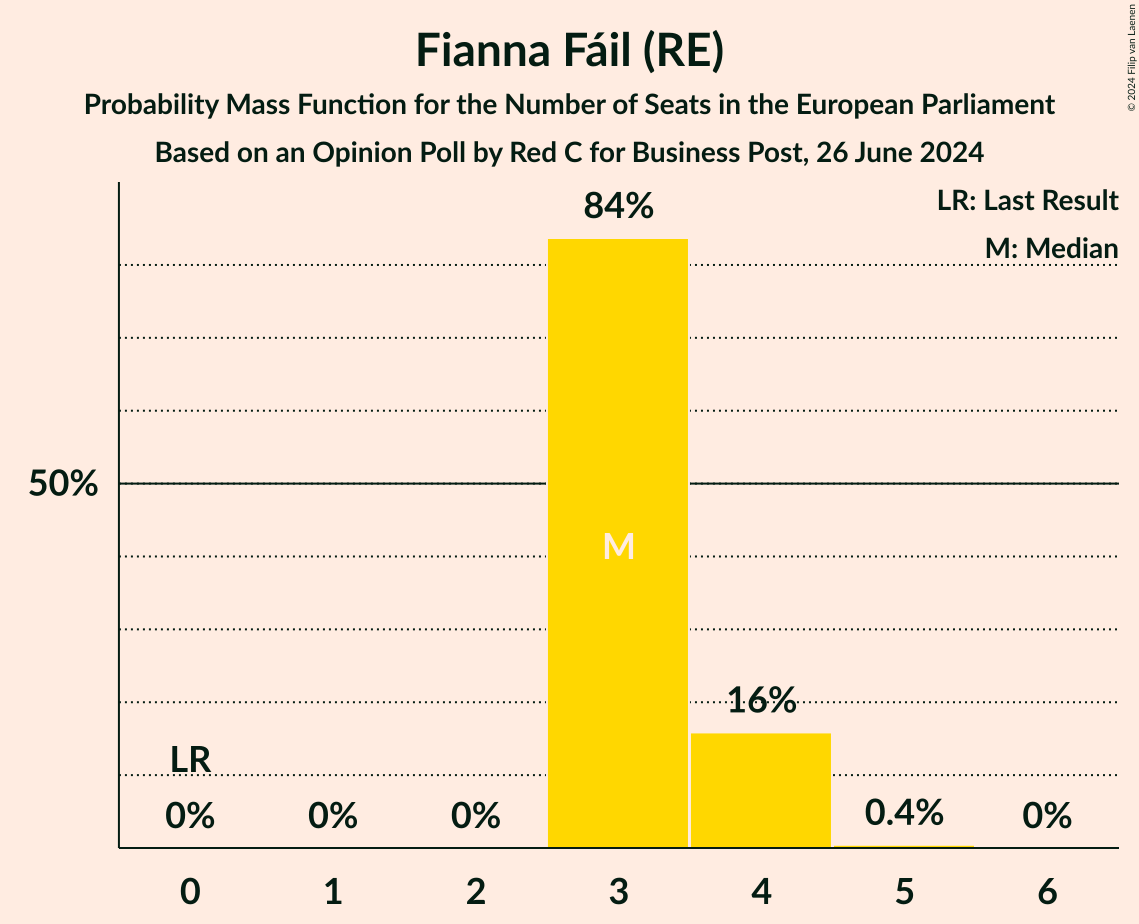 Fianna Fáil (RE)
Probability Mass Function for the Number of Seats in the European Parliament
Based on an Opinion Poll by Red C for Business Post, 26 June 2024
© 2024 Filip van Laenen
LR: Last Result
M: Median
84%
50%
M
16%
LR
0% 0% 0% 0.4% 0%
0 1 2 3 4 5 6